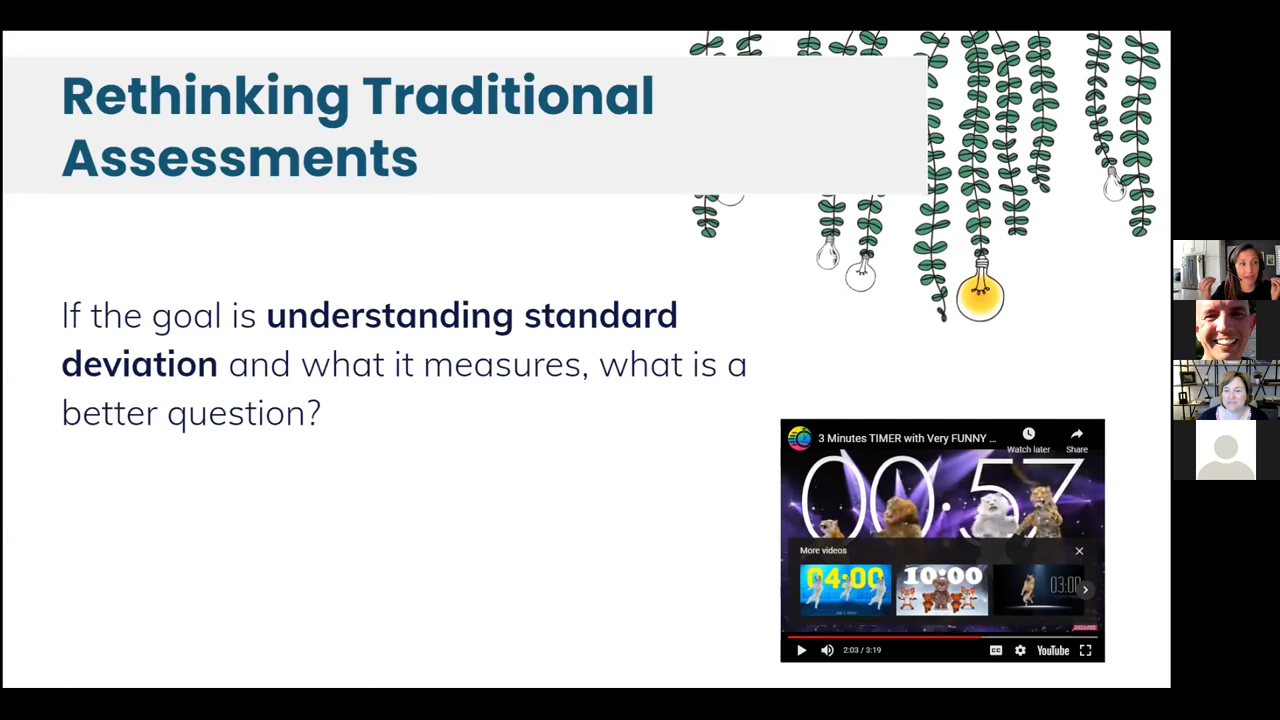 Rethinking Traditional
Assessments
If the goal is understanding standard
deviation and what it measures, what is a
better question?
3 Minutes TIMER with Very FUNNY ...
Watch later
Share
00:57
More videos
04:00
10:00
03:00
2:03 / 3:19
CC
YouTube